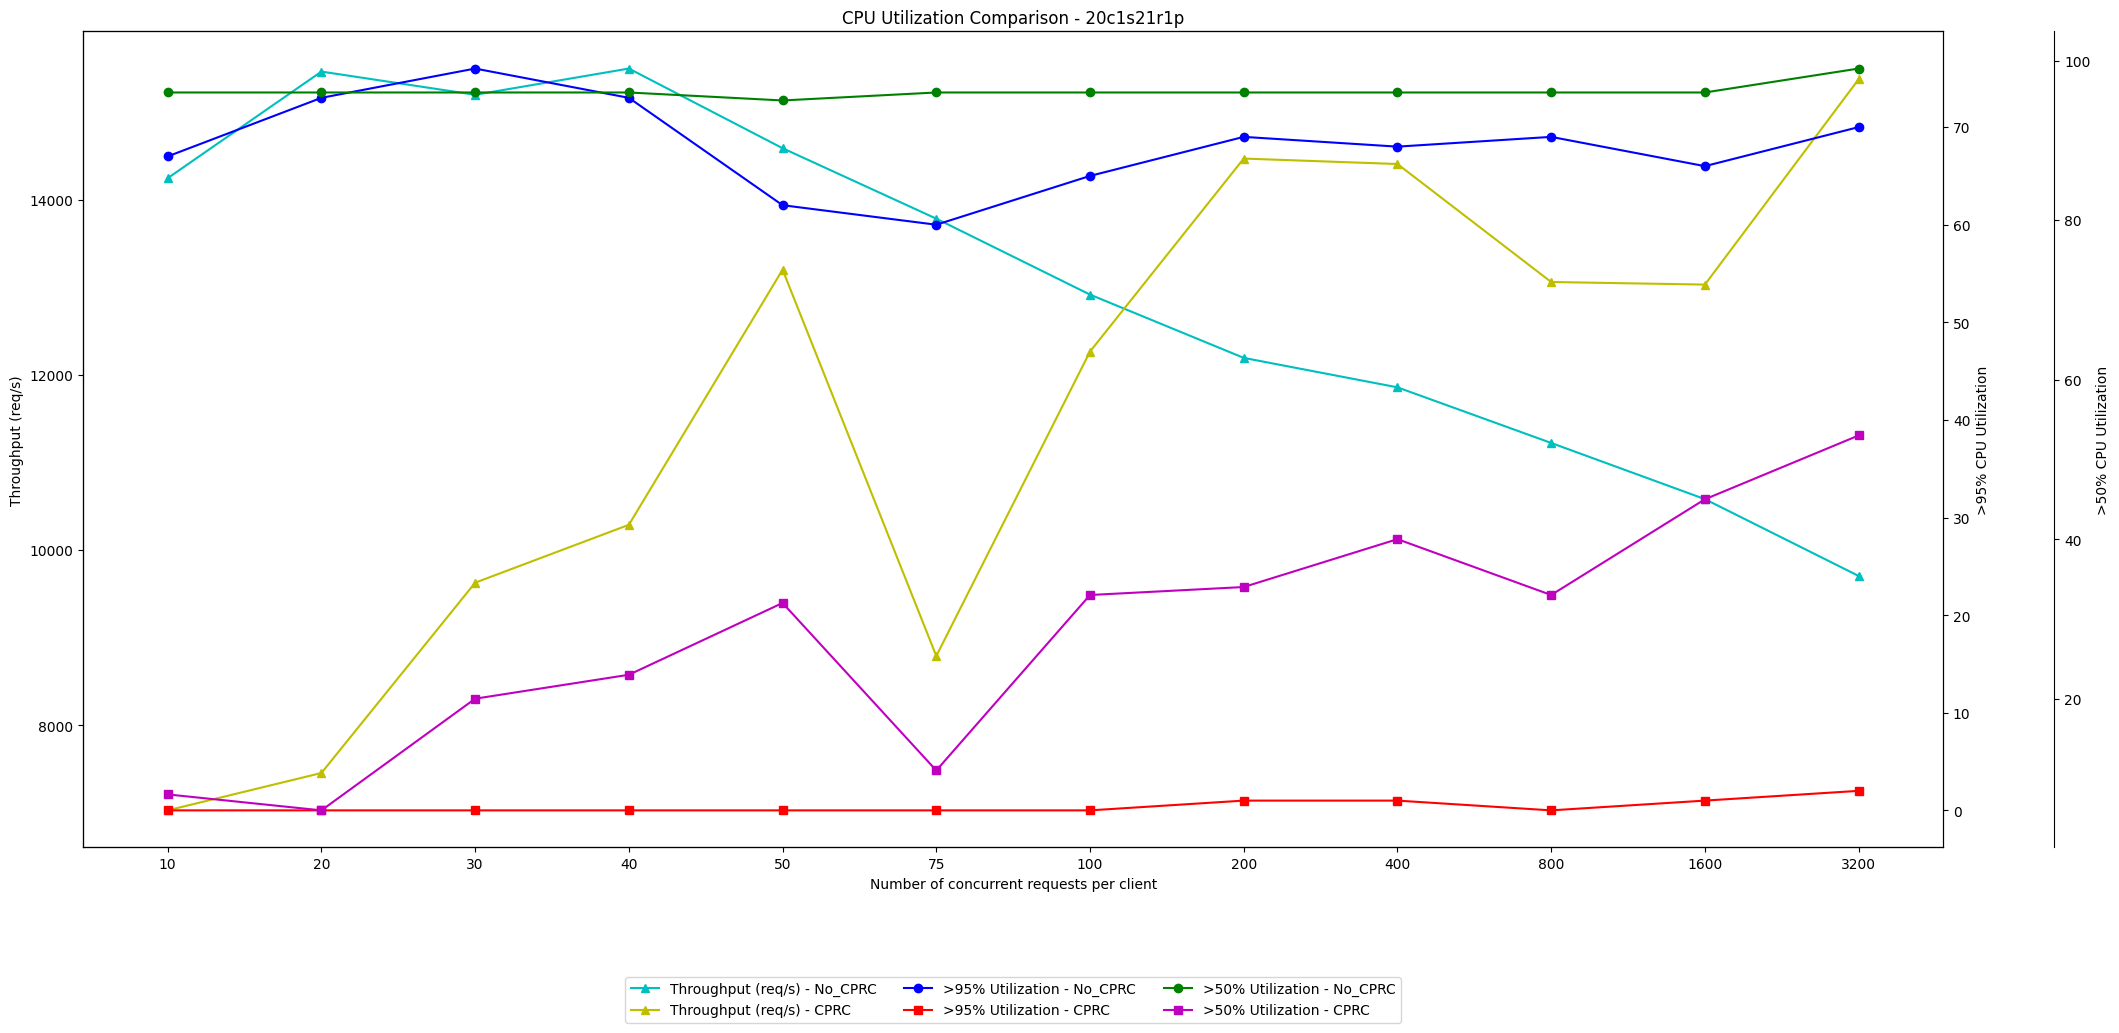 CPU Utilization Comparison - 20c1s21r1p
Throughput (req/s)
14000
12000
10000
8000
70
60
50
40
30
20
10
0
>95% CPU Utilization
100
80
60
40
20
>50% CPU Utilization
10 20 30 40 50 75 100 200 400 800 1600 3200
Number of concurrent requests per client
Throughput (req/s) - No_CPRC >95% Utilization - No_CPRC >50% Utilization - No_CPRC
Throughput (req/s) - CPRC >95% Utilization - CPRC >50% Utilization - CPRC